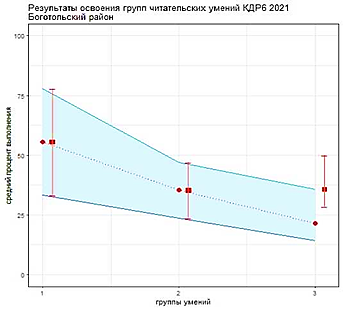 Результаты освоения групп читательских умений КДР6 2021
Боготольский район
средний процент выполнения
100
75
50
25
0
1
2
3
группы умений